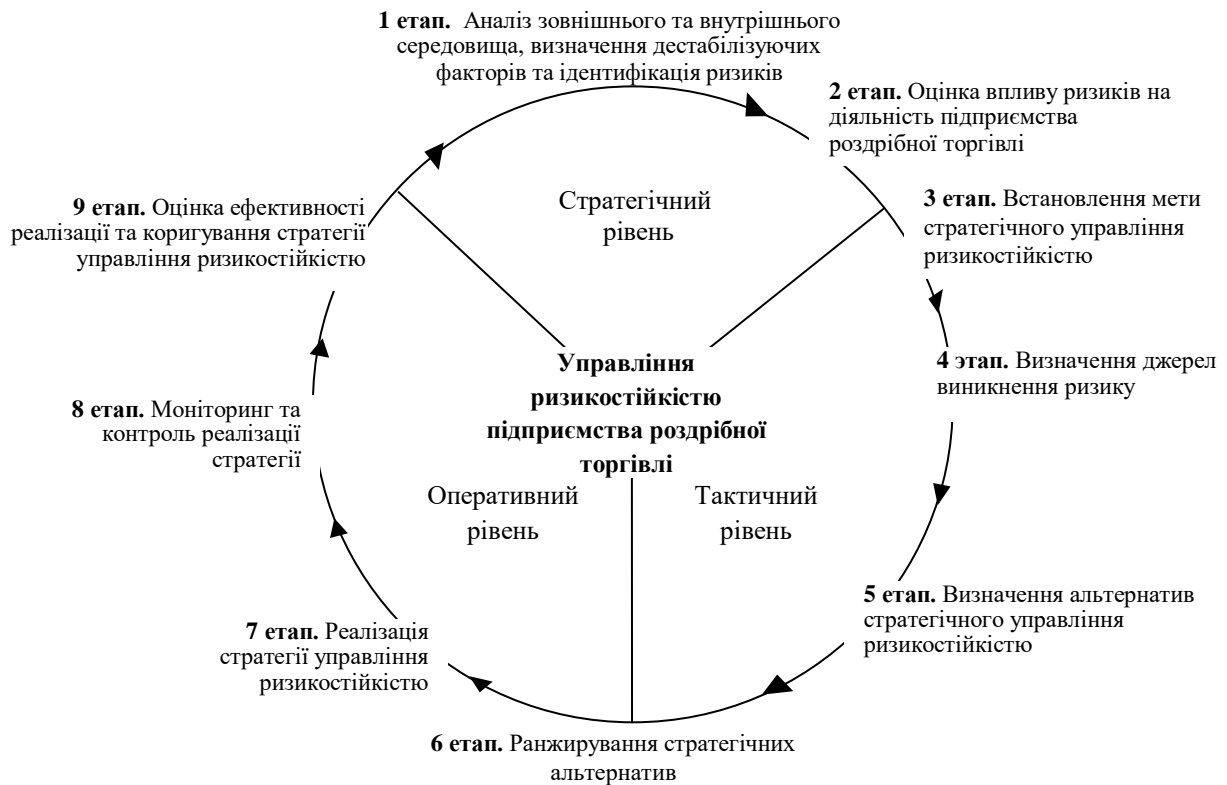 1 етап. Аналіз зовнішнього та внутрішнього
середовища, визначення дестабілізуючих
факторів та ідентифікація ризиків
2 етап. Оцінка впливу ризиків на
діяльність підприємства
роздрібної торгівлі
3 етап. Встановлення мети
стратегічного управління
ризикостійкістю
4 этап. Визначення джерел
виникнення ризику
5 етап. Визначення альтернатив
стратегічного управління
ризикостійкістю
6 етап. Ранжирування стратегічних
альтернатив
7 етап. Реалізація
стратегії управління
ризикостійкістю
8 етап. Моніторинг та
контроль реалізації
стратегії
9 етап. Оцінка ефективності
реалізації та коригування стратегії
управління ризикостійкістю
Стратегічний
рівень
Управління
ризикостійкістю
підприємства роздрібної
торгівлі
Оперативний
рівень
Тактичний
рівень